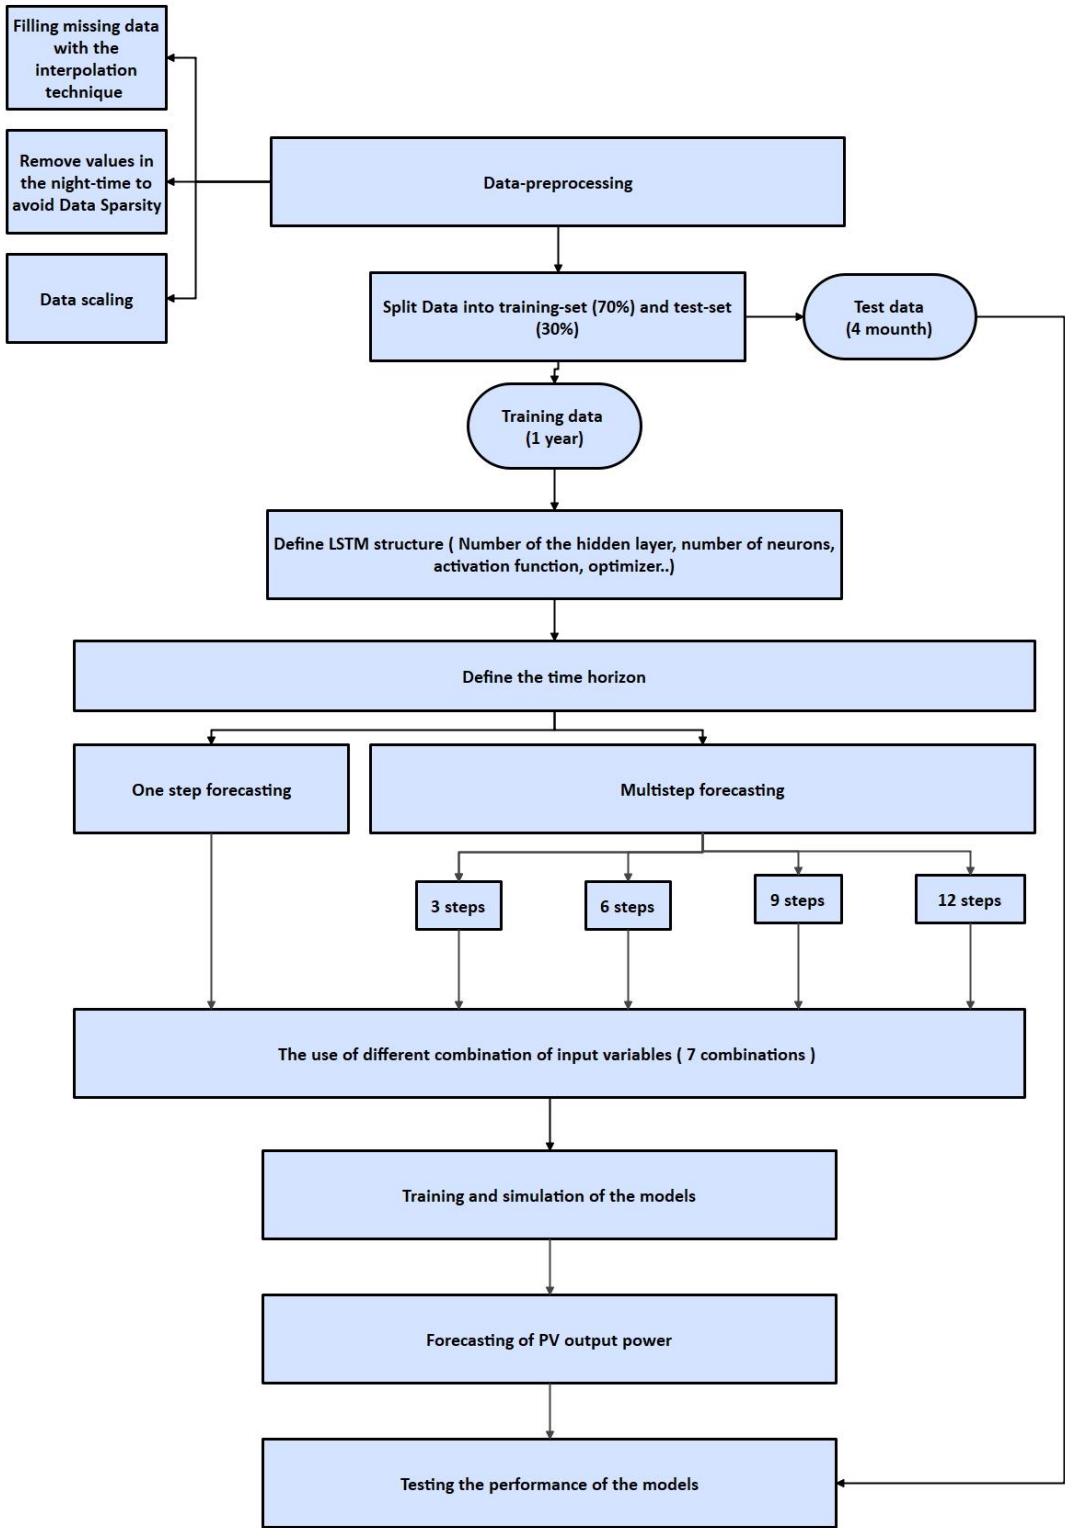 Filling missing data
with the
interpolation
technique
Remove values in
the night-time to
avoid Data Sparsity
Data scaling
Data-preprocessing
Split Data into training-set (70%) and test-set
(30%)
Test data
(4 mounth)
Training data
(1 year)
Define LSTM structure ( Number of the hidden layer, number of neurons,
activation function, optimizer..)
Define the time horizon
One step forecasting
Multistep forecasting
3 steps
6 steps
9 steps
12 steps
The use of different combination of input variables ( 7 combinations )
Training and simulation of the models
Forecasting of PV output power
Testing the performance of the models